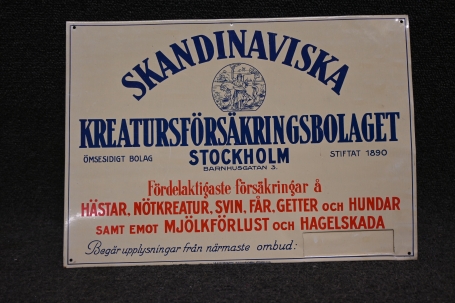 SKANDINAVISKA
KREATURSFÖRSÄKRINGSBOLAGET
ÖMSESIDIGT BOLAG STOCKHOLM STIFTAT 1890
BARNHUSGATAN 3.
Fördelaktigaste försäkringar å
HÄSTAR, NÖTKREATUR, SVIN, FÅR, GETTER OCH HUNDAR
SAMT EMOT MJÖLKFÖRLUST OCH HAGELSKADA
Begär upplysningar från närmaste ombud: